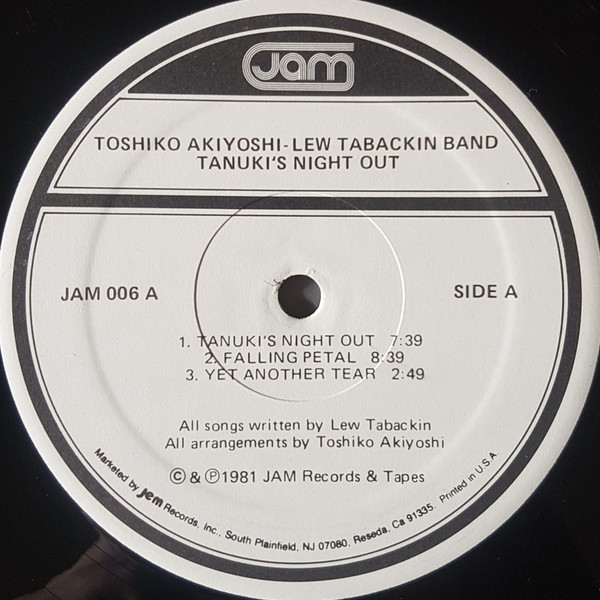 Jam
TOSHIKO AKIYOSHI-LEW TABACKIN BAND
TANUKI'S NIGHT OUT
JAM 006 A
SIDE A
1. TANUKI'S NIGHT OUT 7:39
2. FALLING PETAL 8:39
3. YET ANOTHER TEAR 2:49
All songs written by Lew Tabackin
All arrangements by Toshiko Akiyoshi
© & ℗ 1981 JAM Records & Tapes
Marketed by Jem Records, Inc., South Plainfield, NJ 07080. Reseda, Ca 91335. Printed in U.S.A.